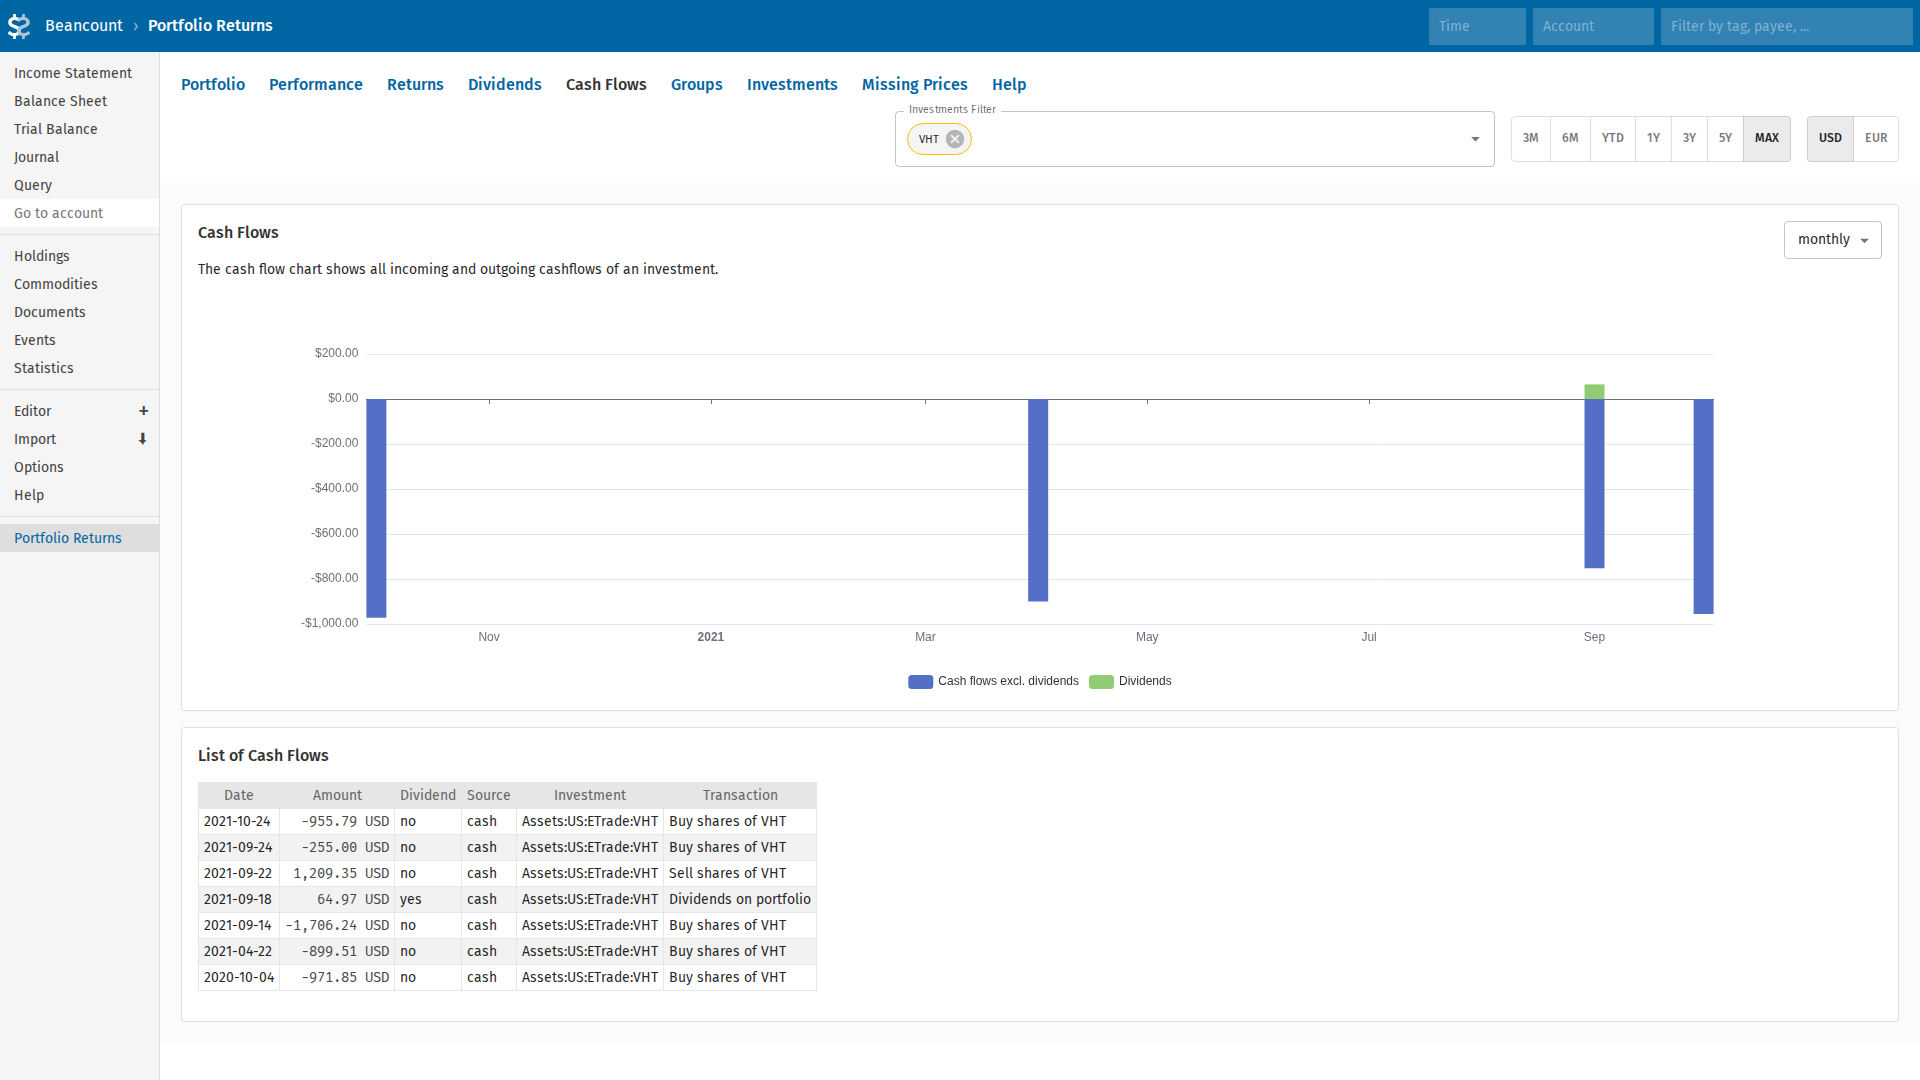 Beancount › Portfolio Returns
Time
Account
Filter by tag, payee, ...
Income Statement
Balance Sheet
Trial Balance
Journal
Query
Go to account
Holdings
Commodities
Documents
Events
Statistics
Editor +
Import
Options
Help
Portfolio Returns
Portfolio Performance Returns Dividends Cash Flows Groups Investments Missing Prices Help
Investments Filter
VHT
3M 6M YTD 1Y 3Y 5Y MAX USD EUR
Cash Flows
monthly
The cash flow chart shows all incoming and outgoing cashflows of an investment.
$200.00
$0.00
-$200.00
-$400.00
-$600.00
-$800.00
-$1,000.00
Nov 2021 Mar May Jul Sep
Cash flows excl. dividends Dividends
List of Cash Flows
Date Amount Dividend Source Investment Transaction
2021-10-24 -955.79 USD no cash Assets:US:ETrade:VHT Buy shares of VHT
2021-09-24 -255.00 USD no cash Assets:US:ETrade:VHT Buy shares of VHT
2021-09-22 1,209.35 USD no cash Assets:US:ETrade:VHT Sell shares of VHT
2021-09-18 64.97 USD yes cash Assets:US:ETrade:VHT Dividends on portfolio
2021-09-14 -1,706.24 USD no cash Assets:US:ETrade:VHT Buy shares of VHT
2021-04-22 -899.51 USD no cash Assets:US:ETrade:VHT Buy shares of VHT
2020-10-04 -971.85 USD no cash Assets:US:ETrade:VHT Buy shares of VHT